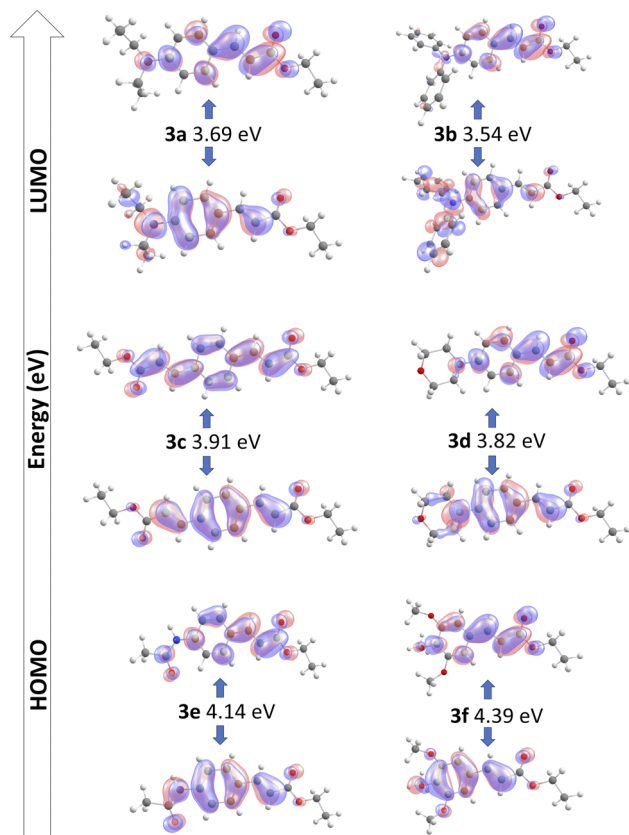 LUMO
Energy (eV)
HOMO
3a 3.69 eV
3b 3.54 eV
3c 3.91 eV
3d 3.82 eV
3e 4.14 eV
3f 4.39 eV